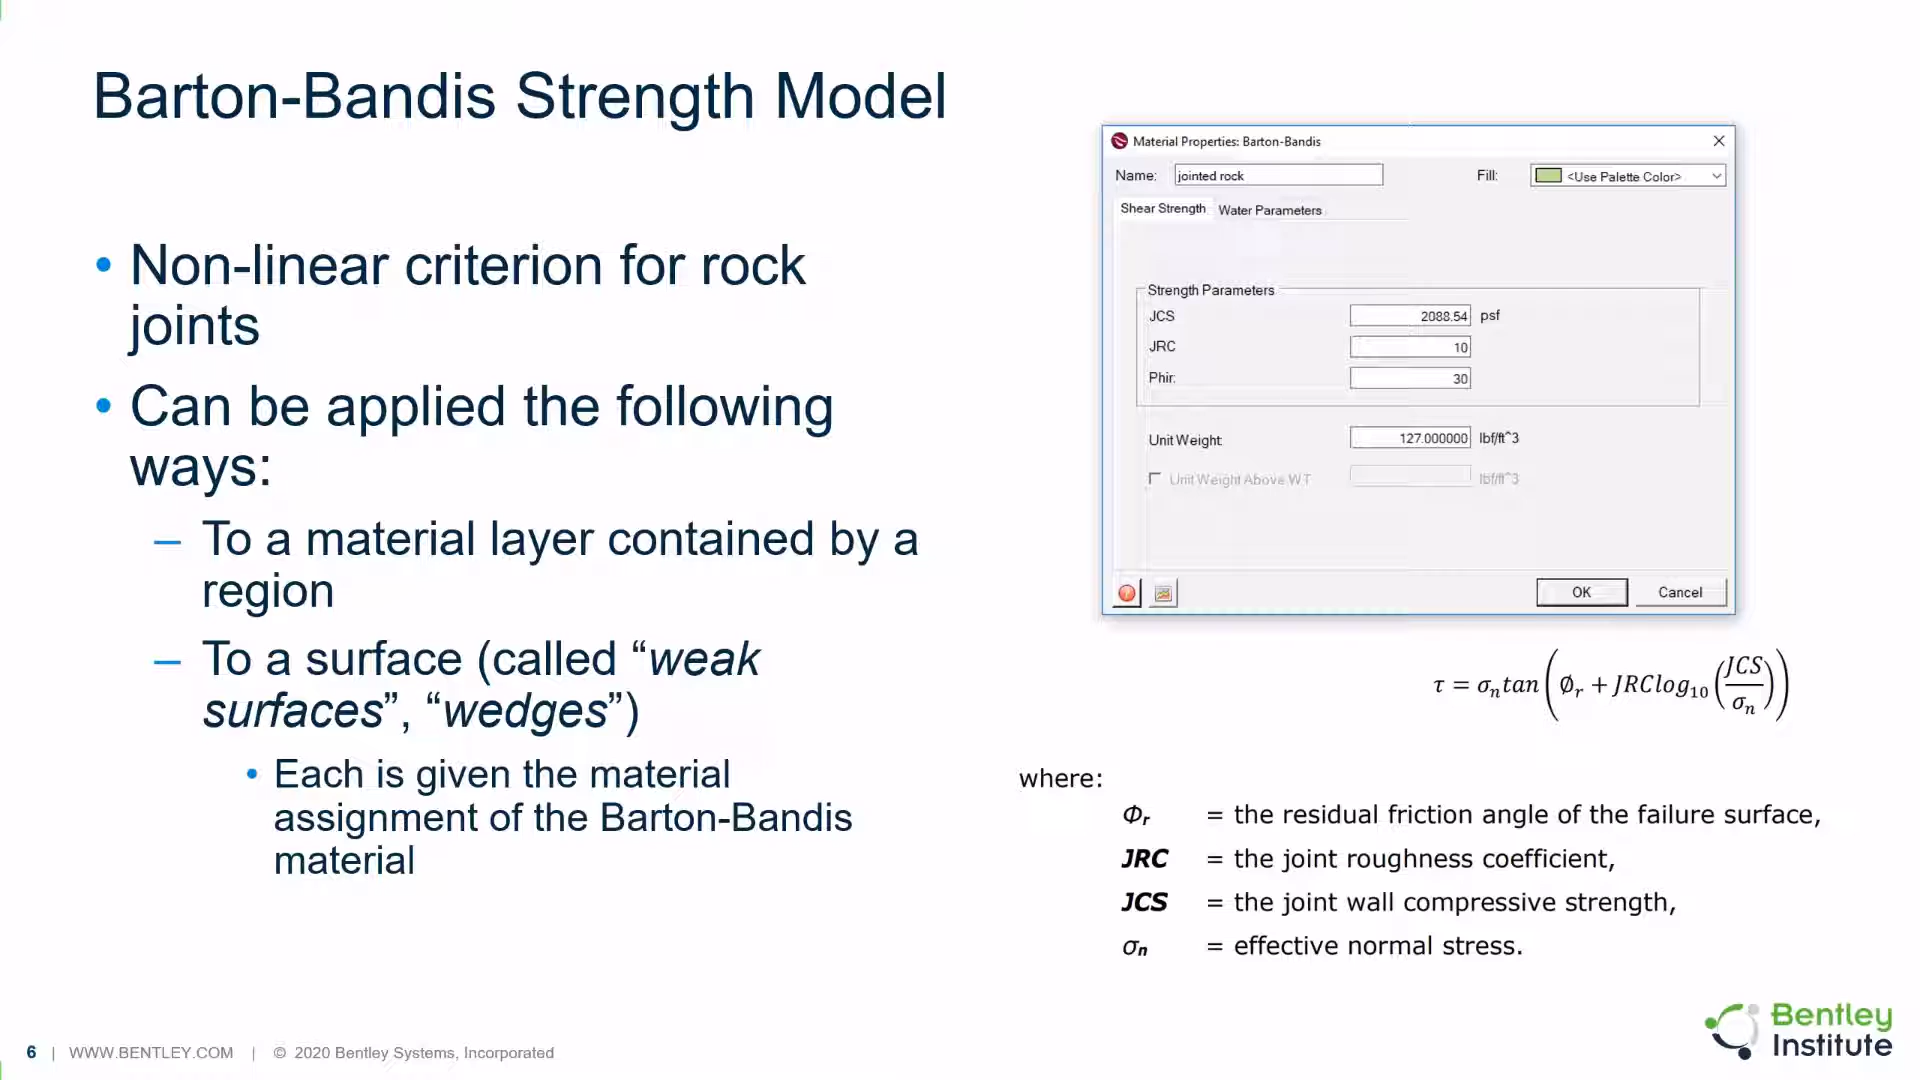 Barton-Bandis Strength Model
• Non-linear criterion for rock
joints
• Can be applied the following
ways:
– To a material layer contained by a
region
– To a surface (called “weak
surfaces”, “wedges”)
• Each is given the material
assignment of the Barton-Bandis
material
Material Properties: Barton-Bandis
Name: jointed rock Fill: <Use Palette Color>
Shear Strength Water Parameters
Strength Parameters
JCS 2088.54 psf
JRC 10
Phir: 30
Unit Weight: 127.000000 lbf/ft^3
Unit Weight Above WT lbf/ft^3
OK Cancel
τ = σₙtan(∅ᵣ + JRClog₁₀(JCS/σₙ))
where:
Φr = the residual friction angle of the failure surface,
JRC = the joint roughness coefficient,
JCS = the joint wall compressive strength,
σn = effective normal stress.
6 | WWW.BENTLEY.COM | © 2020 Bentley Systems, Incorporated
Bentley
Institute